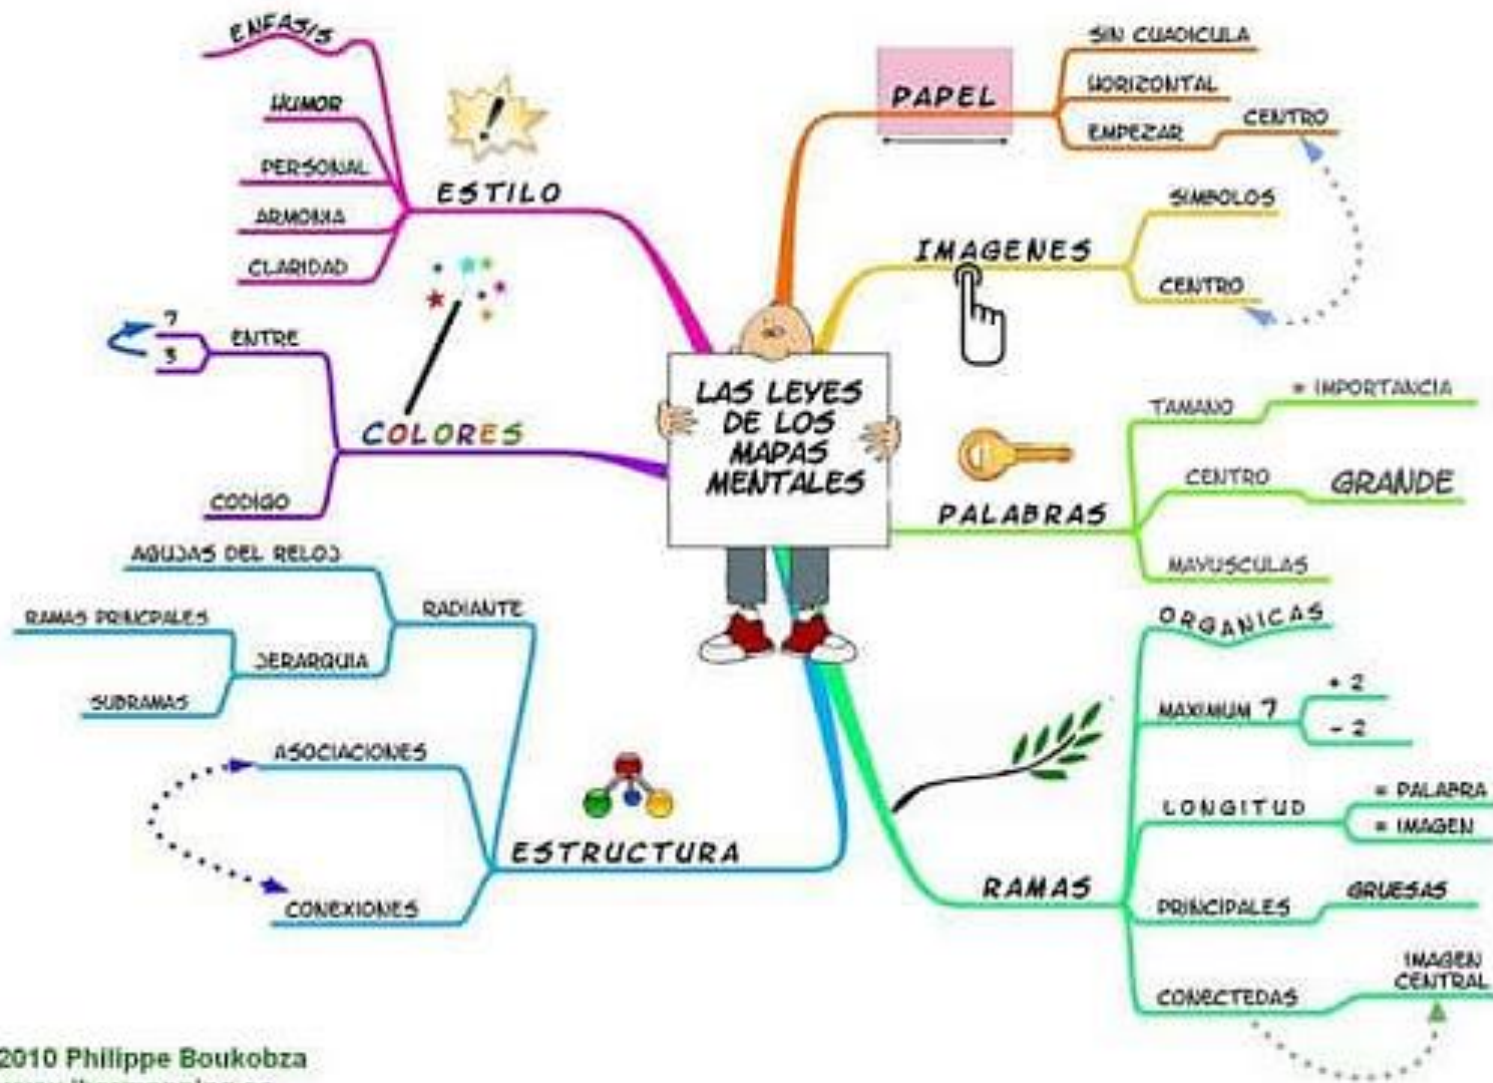 LAS LEYES
DE LOS
MAPAS
MENTALES
PAPEL
SIN CUADICULA
HORIZONTAL
EMPEZAR
CENTRO
IMAGENES
SIMBOLOS
CENTRO
PALABRAS
TAMANO
= IMPORTANCIA
CENTRO
GRANDE
MAYUSCULAS
RAMAS
ORGANICAS
MAXIMUM 7
+ 2
- 2
LONGITUD
= PALABRA
= IMAGEN
PRINCIPALES
GRUESAS
CONECTEDAS
IMAGEN
CENTRAL
ESTRUCTURA
RADIANTE
AGUJAS DEL RELOJ
JERARQUIA
RAMAS PRINCPALES
SUBRAMAS
ASOCIACIONES
CONEXIONES
COLORES
ENTRE
7
3
CODIGO
ESTILO
ENFASIS
HUMOR
PERSONAL
ARMONIA
CLARIDAD
!
2010 Philippe Boukobza